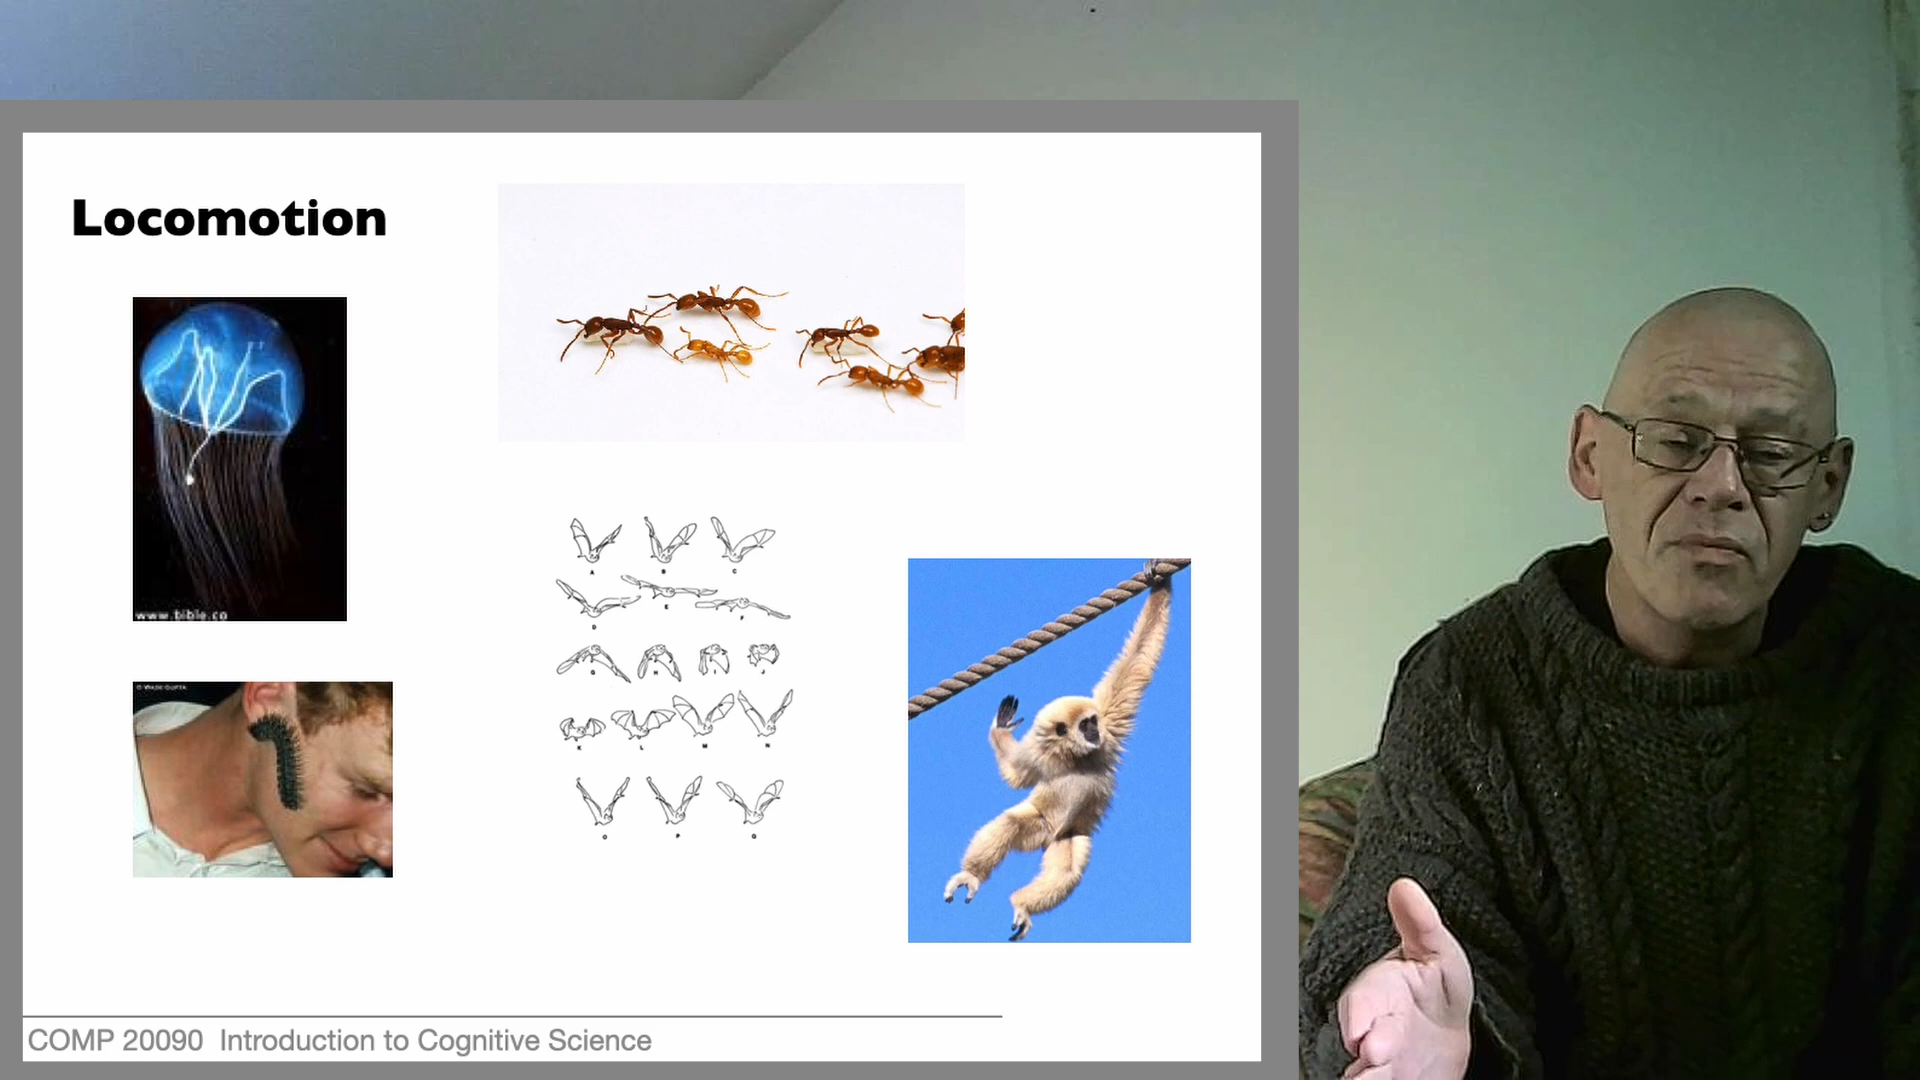 Locomotion
www.bible.co
A B C
D E F
G H I J
K L M N
O P Q
COMP 20090 Introduction to Cognitive Science